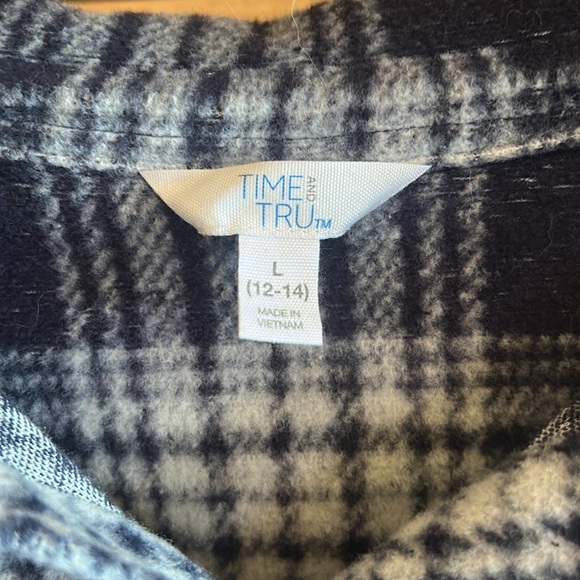 TIME AND
TRU™
L
(12-14)
MADE IN
VIETNAM